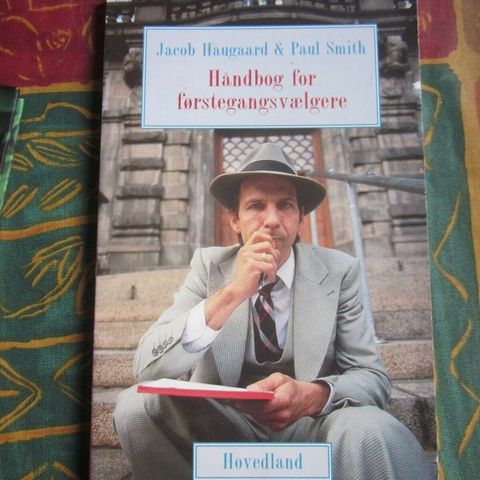 Jacob Haugaard & Paul Smith
Håndbog for
førstegangsvælgere
Hovedland